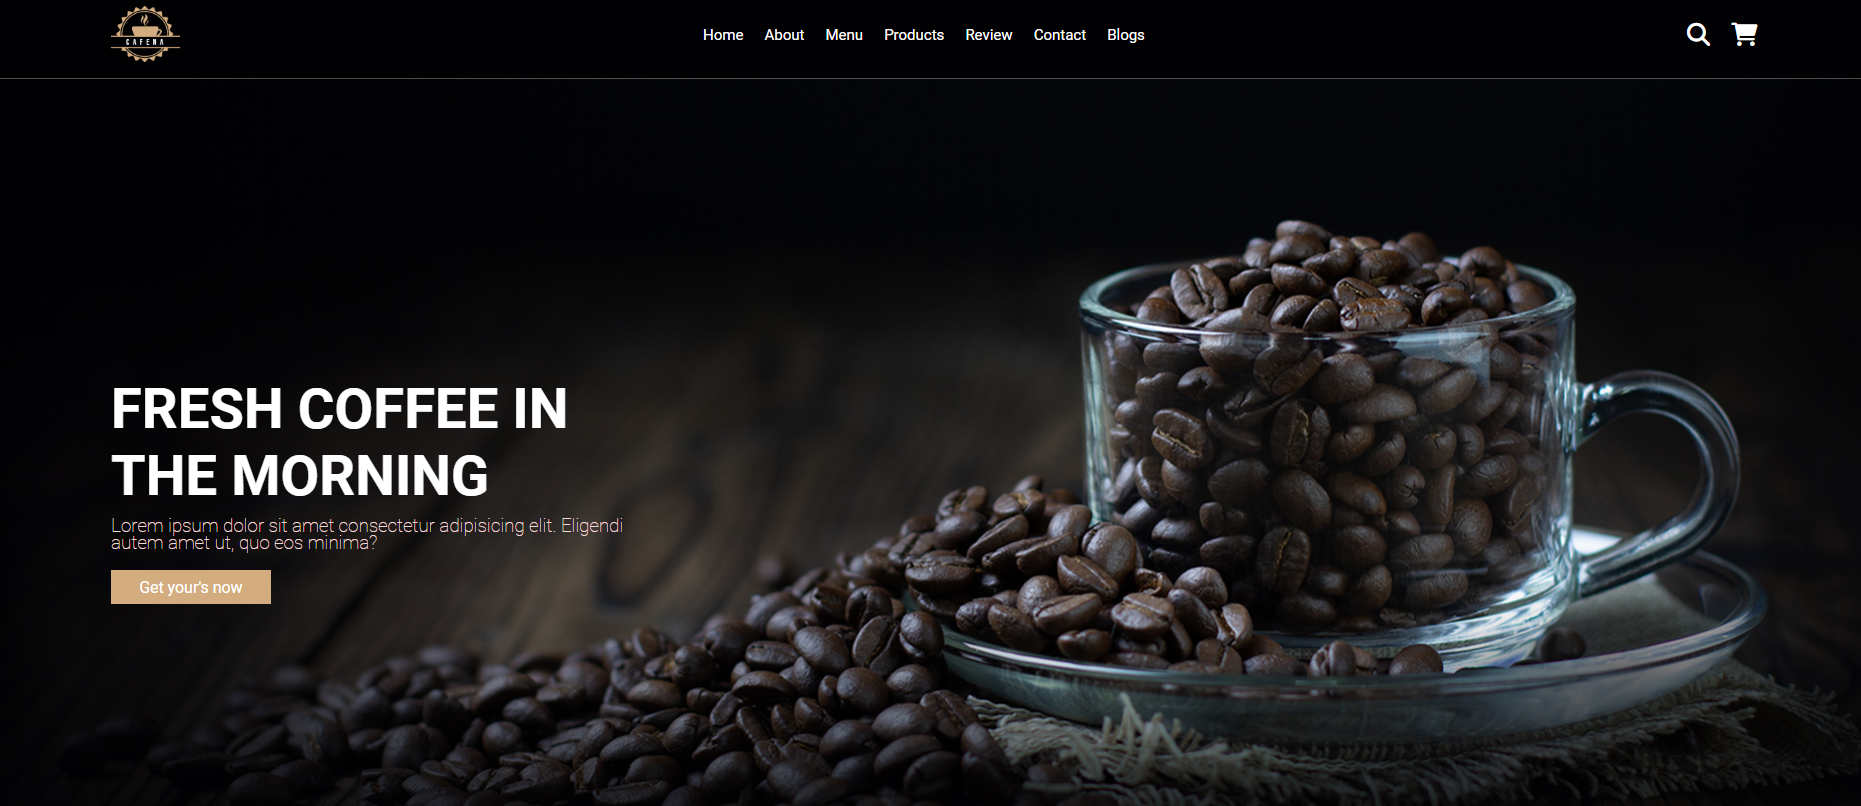 CAFENA
Home About Menu Products Review Contact Blogs
FRESH COFFEE IN
THE MORNING
Lorem ipsum dolor sit amet consectetur adipisicing elit. Eligendi
autem amet ut, quo eos minima?
Get your's now